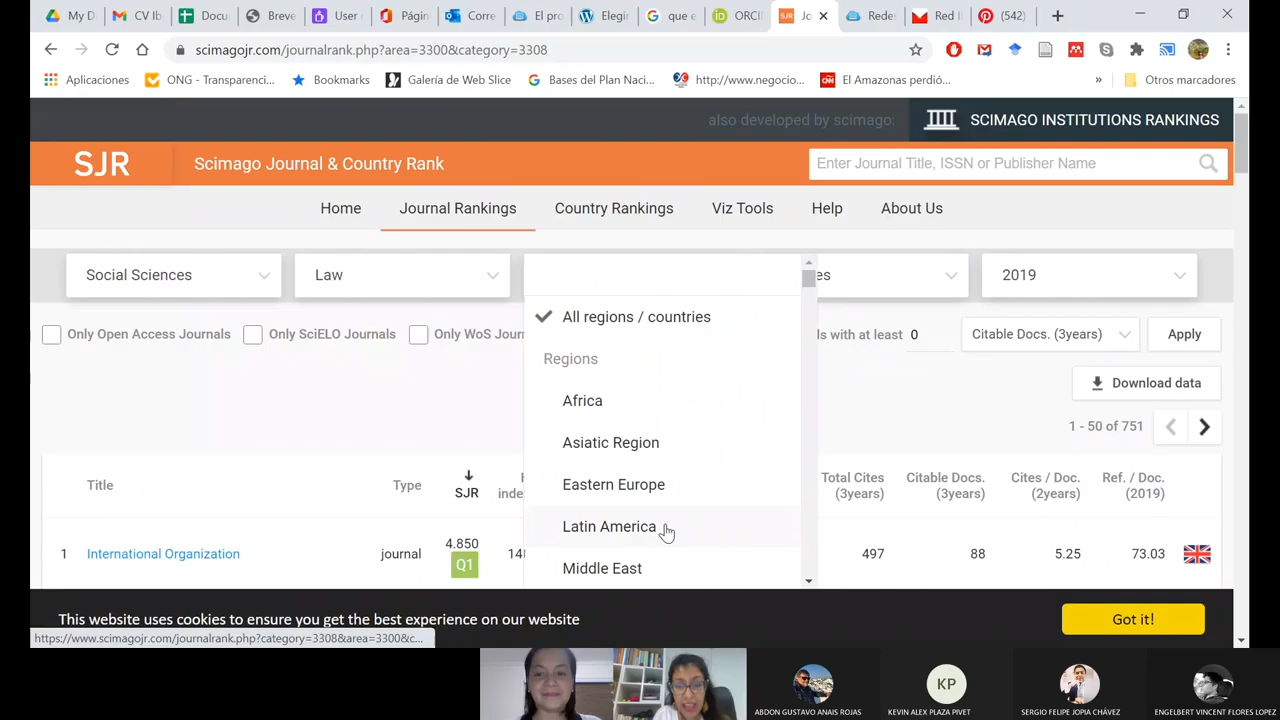 My D
CV Ib
Docu
Breve
User
Págin
Corre
El pro
Elegir
que e
ORCI
SJR
Jo
Redes
Red I
(542)
scimagojr.com/journalrank.php?area=3300&category=3308
Aplicaciones
ONG - Transparenci...
Bookmarks
Galería de Web Slice
Bases del Plan Naci...
http://www.negocio...
CNN
El Amazonas perdió...
»
Otros marcadores
also developed by scimago:
SCIMAGO INSTITUTIONS RANKINGS
SJR
Scimago Journal & Country Rank
Enter Journal Title, ISSN or Publisher Name
Home
Journal Rankings
Country Rankings
Viz Tools
Help
About Us
Social Sciences
Law
es
2019
All regions / countries
Regions
Africa
Asiatic Region
Eastern Europe
Latin America
Middle East
Only Open Access Journals
Only SciELO Journals
Only WoS Journ
ls with at least
0
Citable Docs. (3years)
Apply
Download data
1 - 50 of 751
Title
Type
SJR
h
index
Total Cites
(3years)
Citable Docs.
(3years)
Cites / Doc.
(2years)
Ref. / Doc.
(2019)
1
International Organization
journal
4.850
Q1
148
497
88
5.25
73.03
This website uses cookies to ensure you get the best experience on our website
Got it!
https://www.scimagojr.com/journalrank.php?category=3308&area=3300&c...
KP
ABDON GUSTAVO ANAIS ROJAS
KEVIN ALEX PLAZA PIVET
SERGIO FELIPE JOPIA CHÁVEZ
ENGELBERT VINCENT FLORES LOPEZ